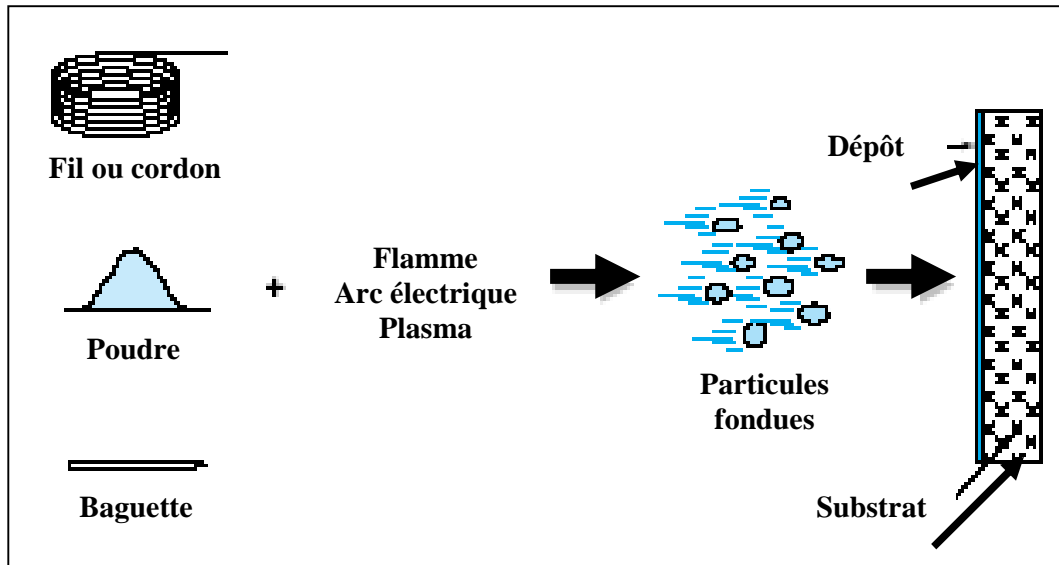 Fil ou cordon
Poudre
Baguette
+
Flamme
Arc électrique
Plasma
Particules
fondues
Dépôt
Substrat